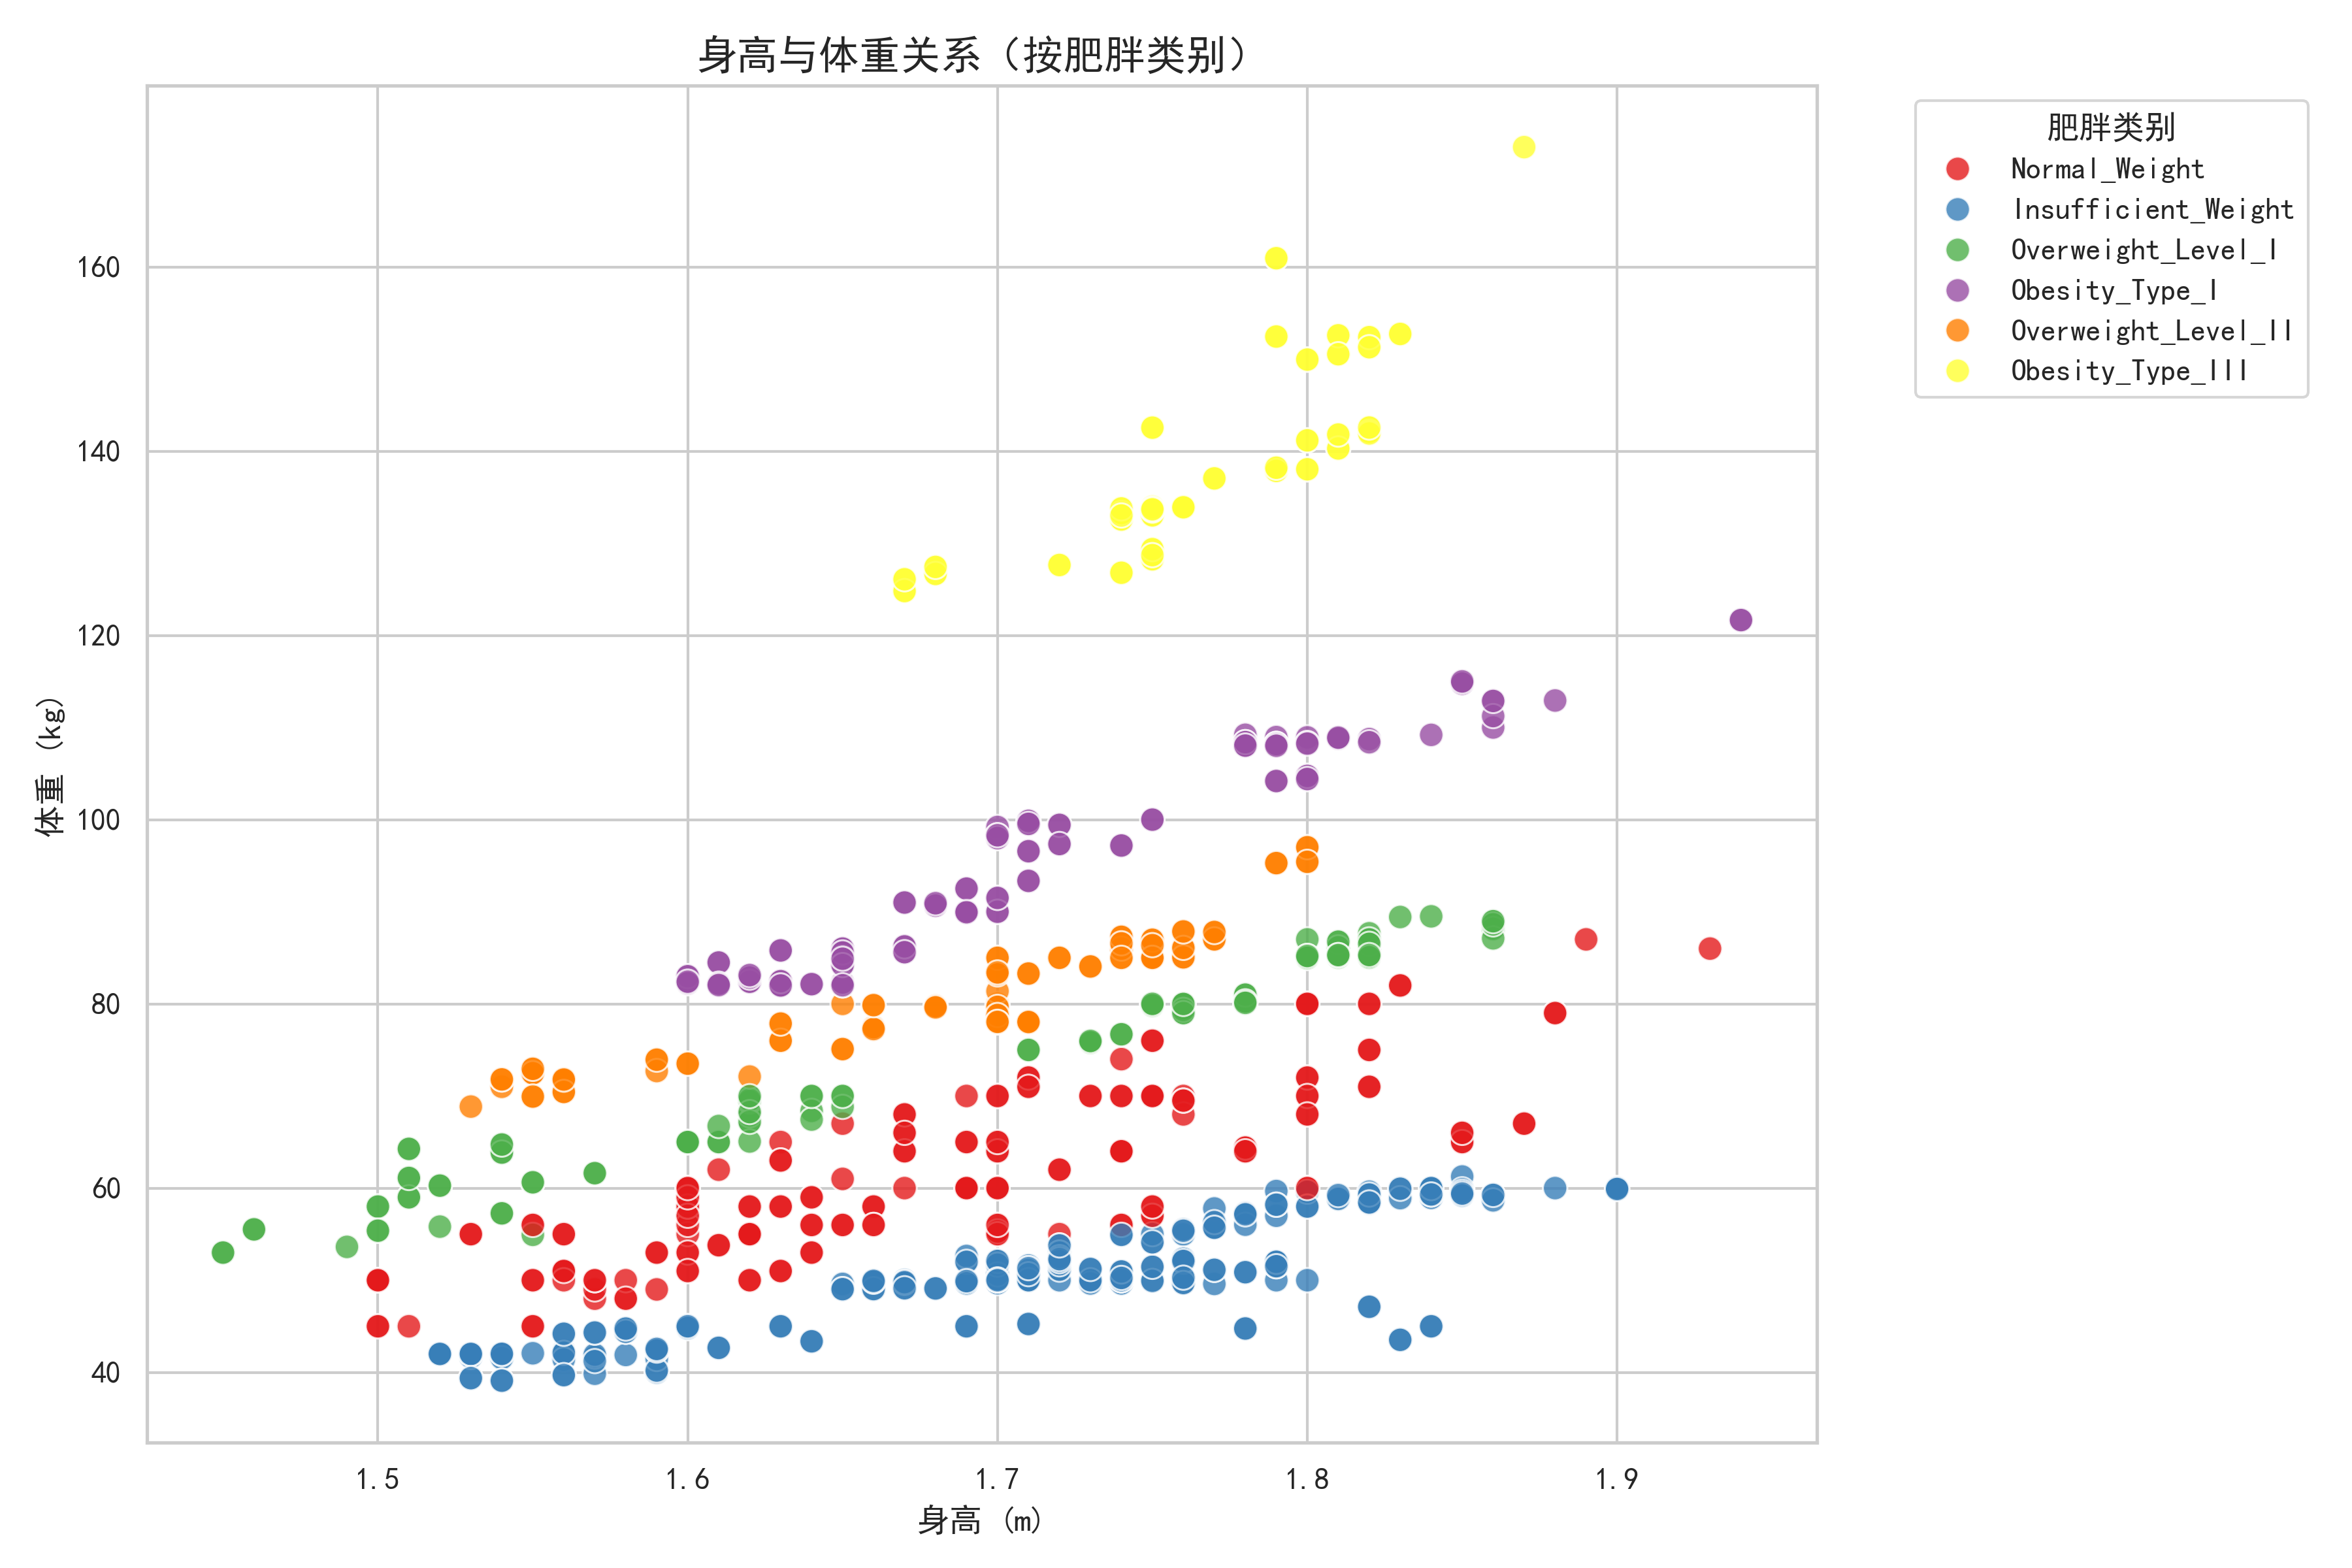 身高与体重关系（按肥胖类别）
肥胖类别
Normal_Weight
Insufficient_Weight
Overweight_Level_I
Obesity_Type_I
Overweight_Level_II
Obesity_Type_III
160
140
120
100
80
60
40
体重 (kg)
1.5 1.6 1.7 1.8 1.9
身高 (m)